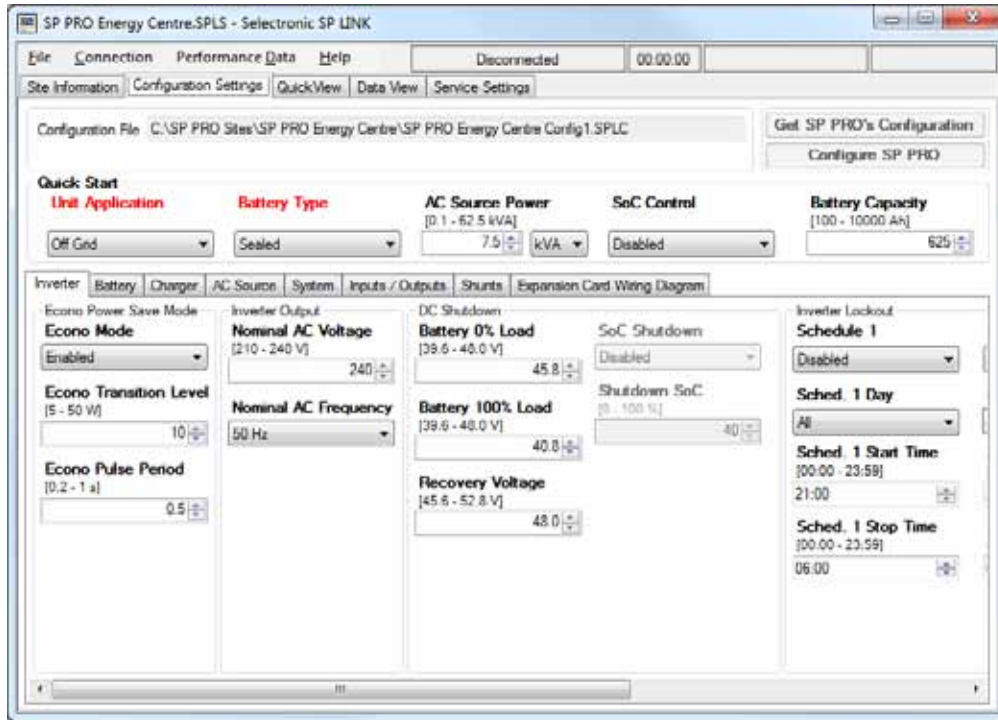 SP PRO Energy Centre.SPLS - Selectronic SP LINK
File Connection Performance Data Help Disconnected 00:00:00
Site Information Configuration Settings QuickView Data View Service Settings
Configuration File C:\SP PRO Sites\SP PRO Energy Centre\SP PRO Energy Centre Config1.SPLC Get SP PRO's Configuration
Configure SP PRO
Quick Start
Unit Application Battery Type AC Source Power SoC Control Battery Capacity
[0.1 - 62.5 kVA] [100 - 10000 Ah]
Off Grid Sealed 7.5 kVA Disabled 625
Inverter Battery Charger AC Source System Inputs / Outputs Shunts Expansion Card Wiring Diagram
Econo Power Save Mode Inverter Output DC Shutdown Inverter Lockout
Econo Mode Nominal AC Voltage Battery 0% Load SoC Shutdown Schedule 1
[210 - 240 V] [39.6 - 48.0 V]
Enabled 240 45.8 Disabled Disabled
Econo Transition Level Nominal AC Frequency Battery 100% Load Shutdown SoC Sched. 1 Day
[5 - 50 W] [39.6 - 48.0 V] [0 - 100 %]
10 50 Hz 40.8 40 All
Econo Pulse Period Recovery Voltage Sched. 1 Start Time
[0.2 - 1 s] [45.6 - 52.8 V] [00:00 - 23:59]
0.5 48.0 21:00
Sched. 1 Stop Time
[00:00 - 23:59]
06:00